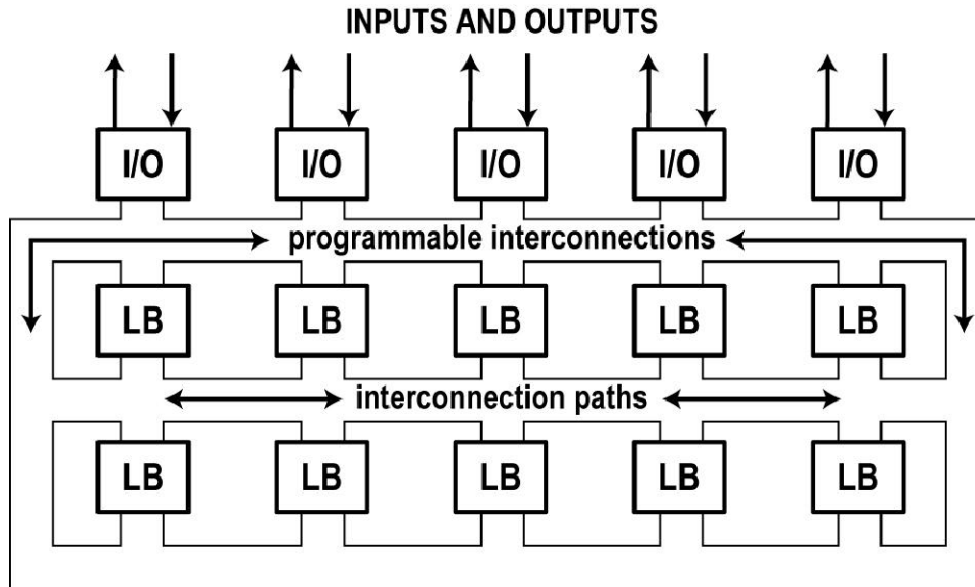 INPUTS AND OUTPUTS
I/O I/O I/O I/O I/O
programmable interconnections
LB LB LB LB LB
interconnection paths
LB LB LB LB LB